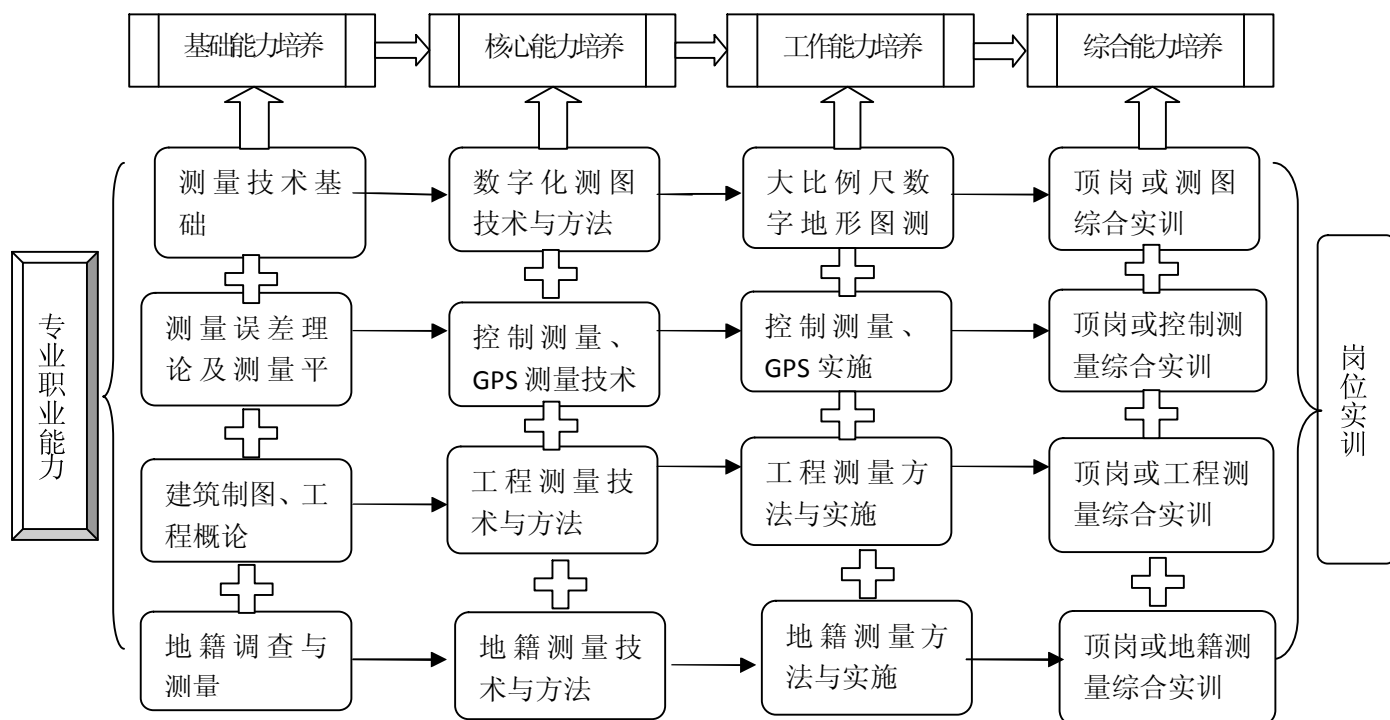 基础能力培养
核心能力培养
工作能力培养
综合能力培养
测量技术基
础
数字化测图
技术与方法
大比例尺数
字地形图测
顶岗或测图
综合实训
专业职业能力
测量误差理
论及测量平
控制测量、
GPS 测量技术
控制测量、
GPS 实施
顶岗或控制测
量综合实训
岗位实训
建筑制图、工
程概论
工程测量技
术与方法
工程测量方
法与实施
顶岗或工程测
量综合实训
地籍调查与
测量
地籍测量技
术与方法
地籍测量方
法与实施
顶岗或地籍测
量综合实训